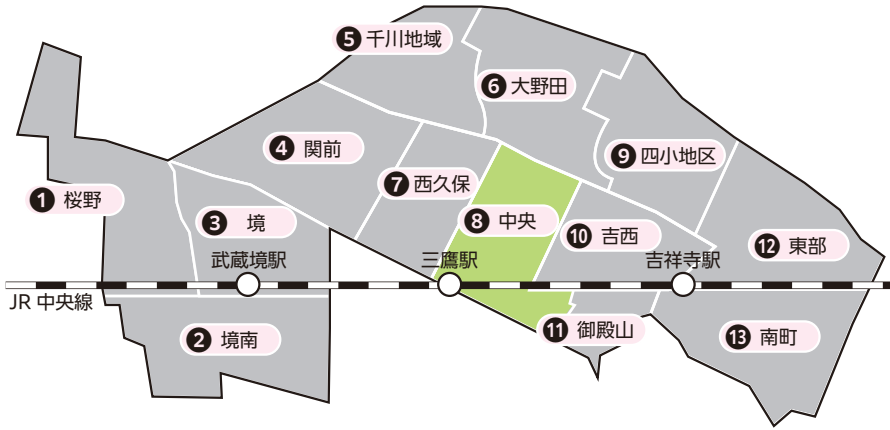 ❺ 千川地域
❻ 大野田
❹ 関前
❾ 四小地区
❼ 西久保
❶ 桜野
❸ 境
❽ 中央
❿ 吉西
⓬ 東部
武蔵境駅
三鷹駅
吉祥寺駅
JR 中央線
❷ 境南
⓫ 御殿山
⓭ 南町